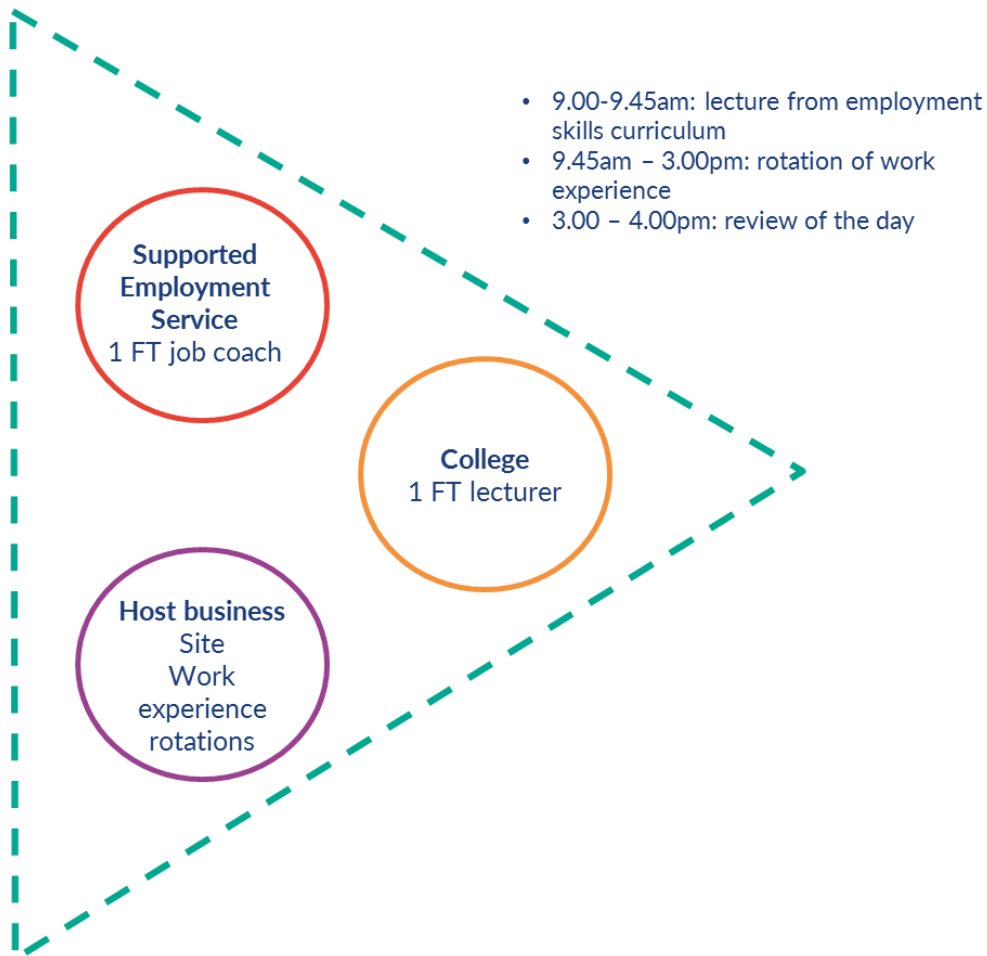 • 9.00-9.45am: lecture from employment
skills curriculum
• 9.45am – 3.00pm: rotation of work
experience
• 3.00 – 4.00pm: review of the day
Supported
Employment
Service
1 FT job coach
College
1 FT lecturer
Host business
Site
Work
experience
rotations